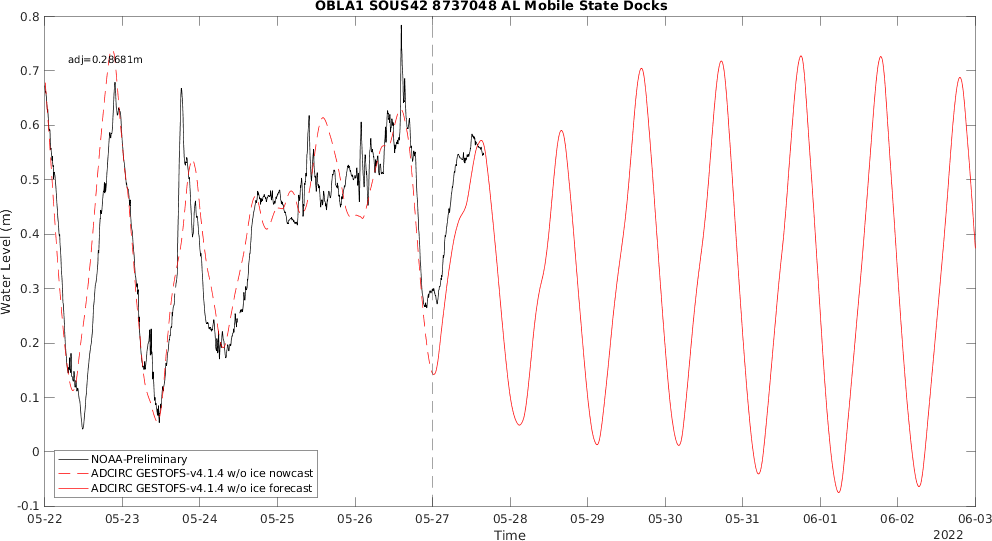 OBLA1 SOUS42 8737048 AL Mobile State Docks
adj=0.28681m
Water Level (m)
0.8
0.7
0.6
0.5
0.4
0.3
0.2
0.1
0
-0.1
NOAA-Preliminary
ADCIRC GESTOFS-v4.1.4 w/o ice nowcast
ADCIRC GESTOFS-v4.1.4 w/o ice forecast
05-22 05-23 05-24 05-25 05-26 05-27 05-28 05-29 05-30 05-31 06-01 06-02 06-03
Time
2022